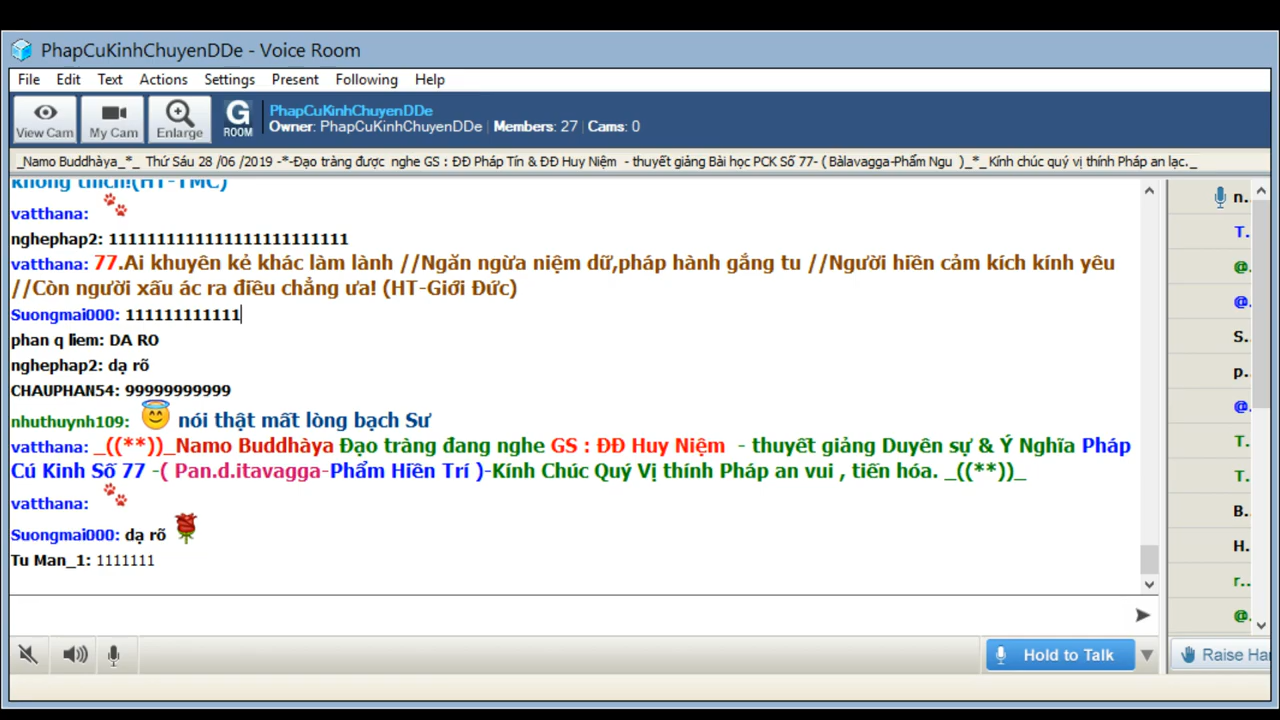 PhapCuKinhChuyenDDe - Voice Room
File Edit Text Actions Settings Present Following Help
View Cam My Cam Enlarge G ROOM
PhapCuKinhChuyenDDe
Owner: PhapCuKinhChuyenDDe | Members: 27 | Cams: 0
_Namo Buddhàya_*_ Thứ Sáu 28 /06 /2019 -*-Đạo tràng được nghe GS : ĐĐ Pháp Tín & ĐĐ Huy Niệm - thuyết giảng Bài học PCK Số 77- ( Bàlavagga-Phẩm Ngu )_*_ Kính chúc quý vị thính Pháp an lạc._
không thích!(HT-TMC)
vatthana:
nghephap2: 1111111111111111111111111
vatthana: 77.Ai khuyên kẻ khác làm lành //Ngăn ngừa niệm dữ,pháp hành gắng tu //Người hiền cảm kích kính yêu
//Còn người xấu ác ra điều chẳng ưa! (HT-Giới Đức)
Suongmai000: 111111111111
phan q liem: DA RO
nghephap2: dạ rõ
CHAUPHAN54: 99999999999
nhuthuynh109: nói thật mất lòng bạch Sư
vatthana: _((**))_Namo Buddhàya Đạo tràng đang nghe GS : ĐĐ Huy Niệm - thuyết giảng Duyên sự & Ý Nghĩa Pháp
Cú Kinh Số 77 -( Pan.d.itavagga-Phẩm Hiền Trí )-Kính Chúc Quý Vị thính Pháp an vui , tiến hóa. _((**))_
vatthana:
Suongmai000: dạ rõ
Tu Man_1: 1111111
n..
T.
@.
@.
S.
p.
@.
T.
T.
B.
H.
r..
@.
Hold to Talk
Raise Har